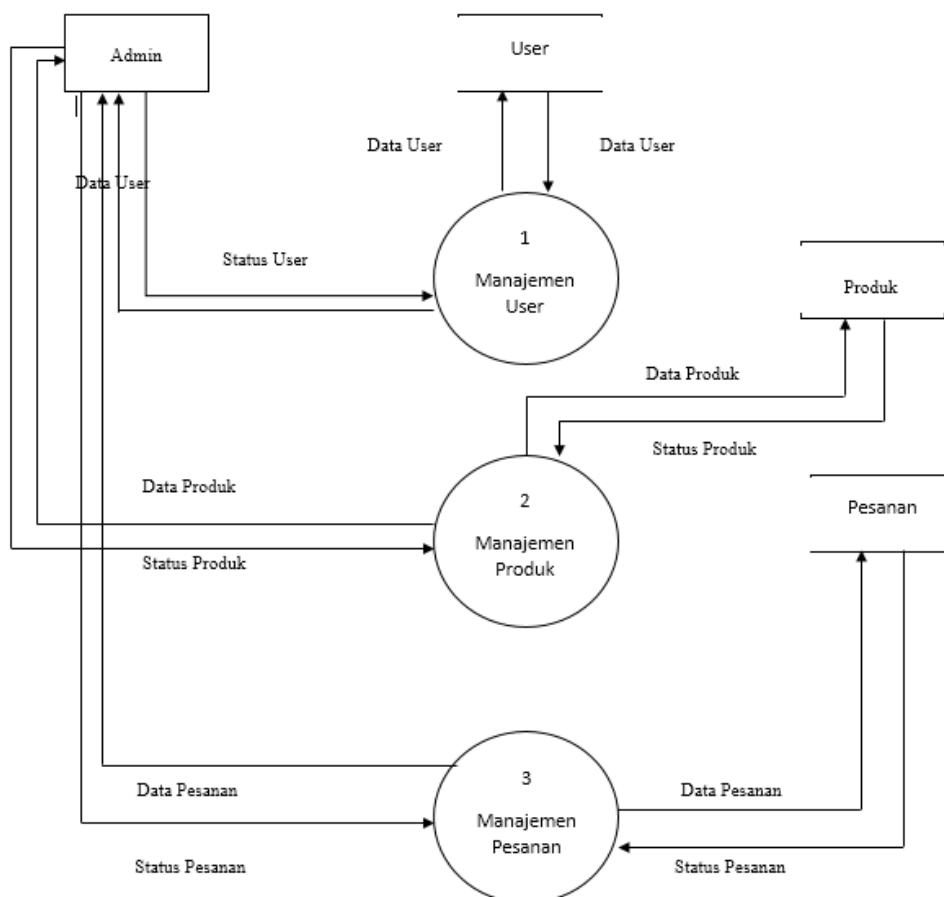 Admin
User
Data User
Data User
Data User
1
Status User
Manajemen
User
Produk
Data Produk
Status Produk
Data Produk
2
Pesanan
Manajemen
Produk
Status Produk
3
Data Pesanan
Data Pesanan
Manajemen
Pesanan
Status Pesanan
Status Pesanan